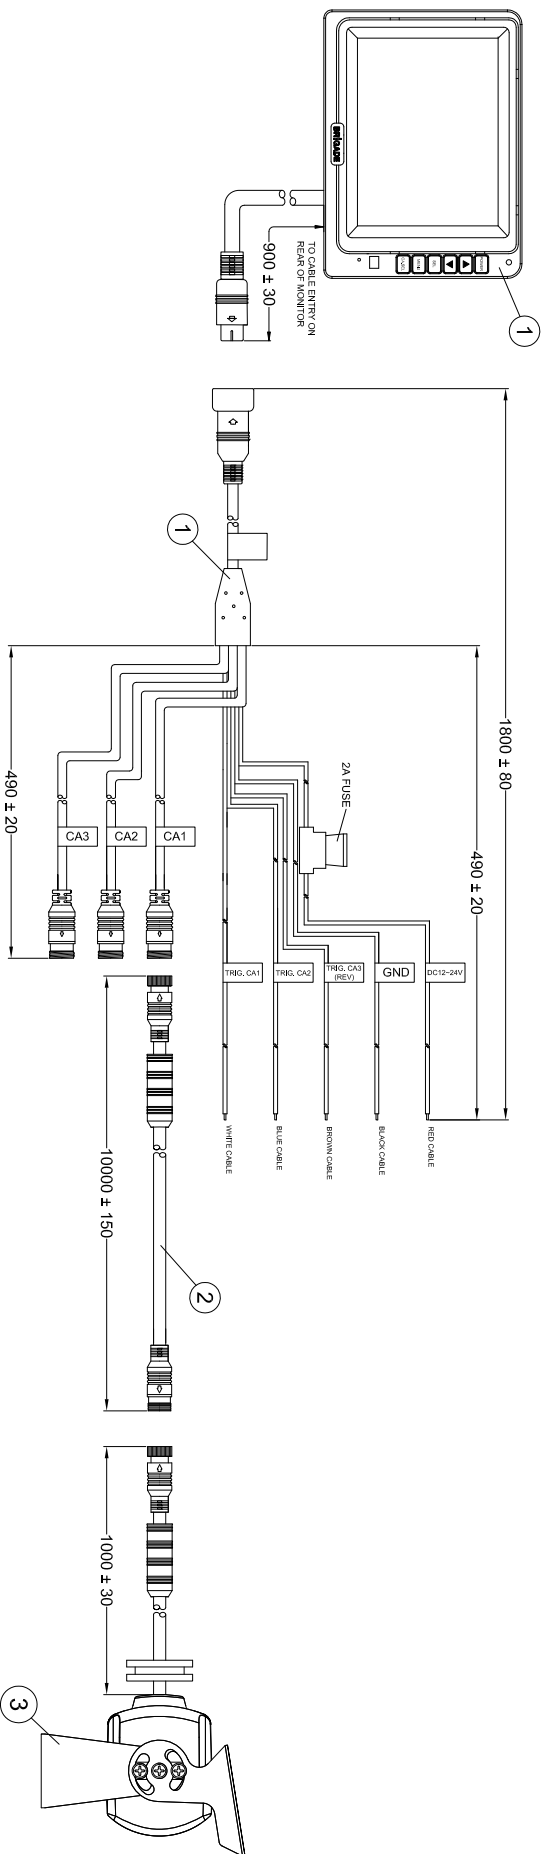 BRIGADE
TO CABLE ENTRY ON
REAR OF MONITOR
900 ± 30
1
1800 ± 80
490 ± 20
1
2A FUSE
490 ± 20
CA3
CA2
CA1
DC12~24V
GND
TRIG. CA3
(REV)
TRIG. CA2
TRIG. CA1
RED CABLE
BLACK CABLE
BROWN CABLE
BLUE CABLE
WHITE CABLE
10000 ± 150
2
1000 ± 30
3